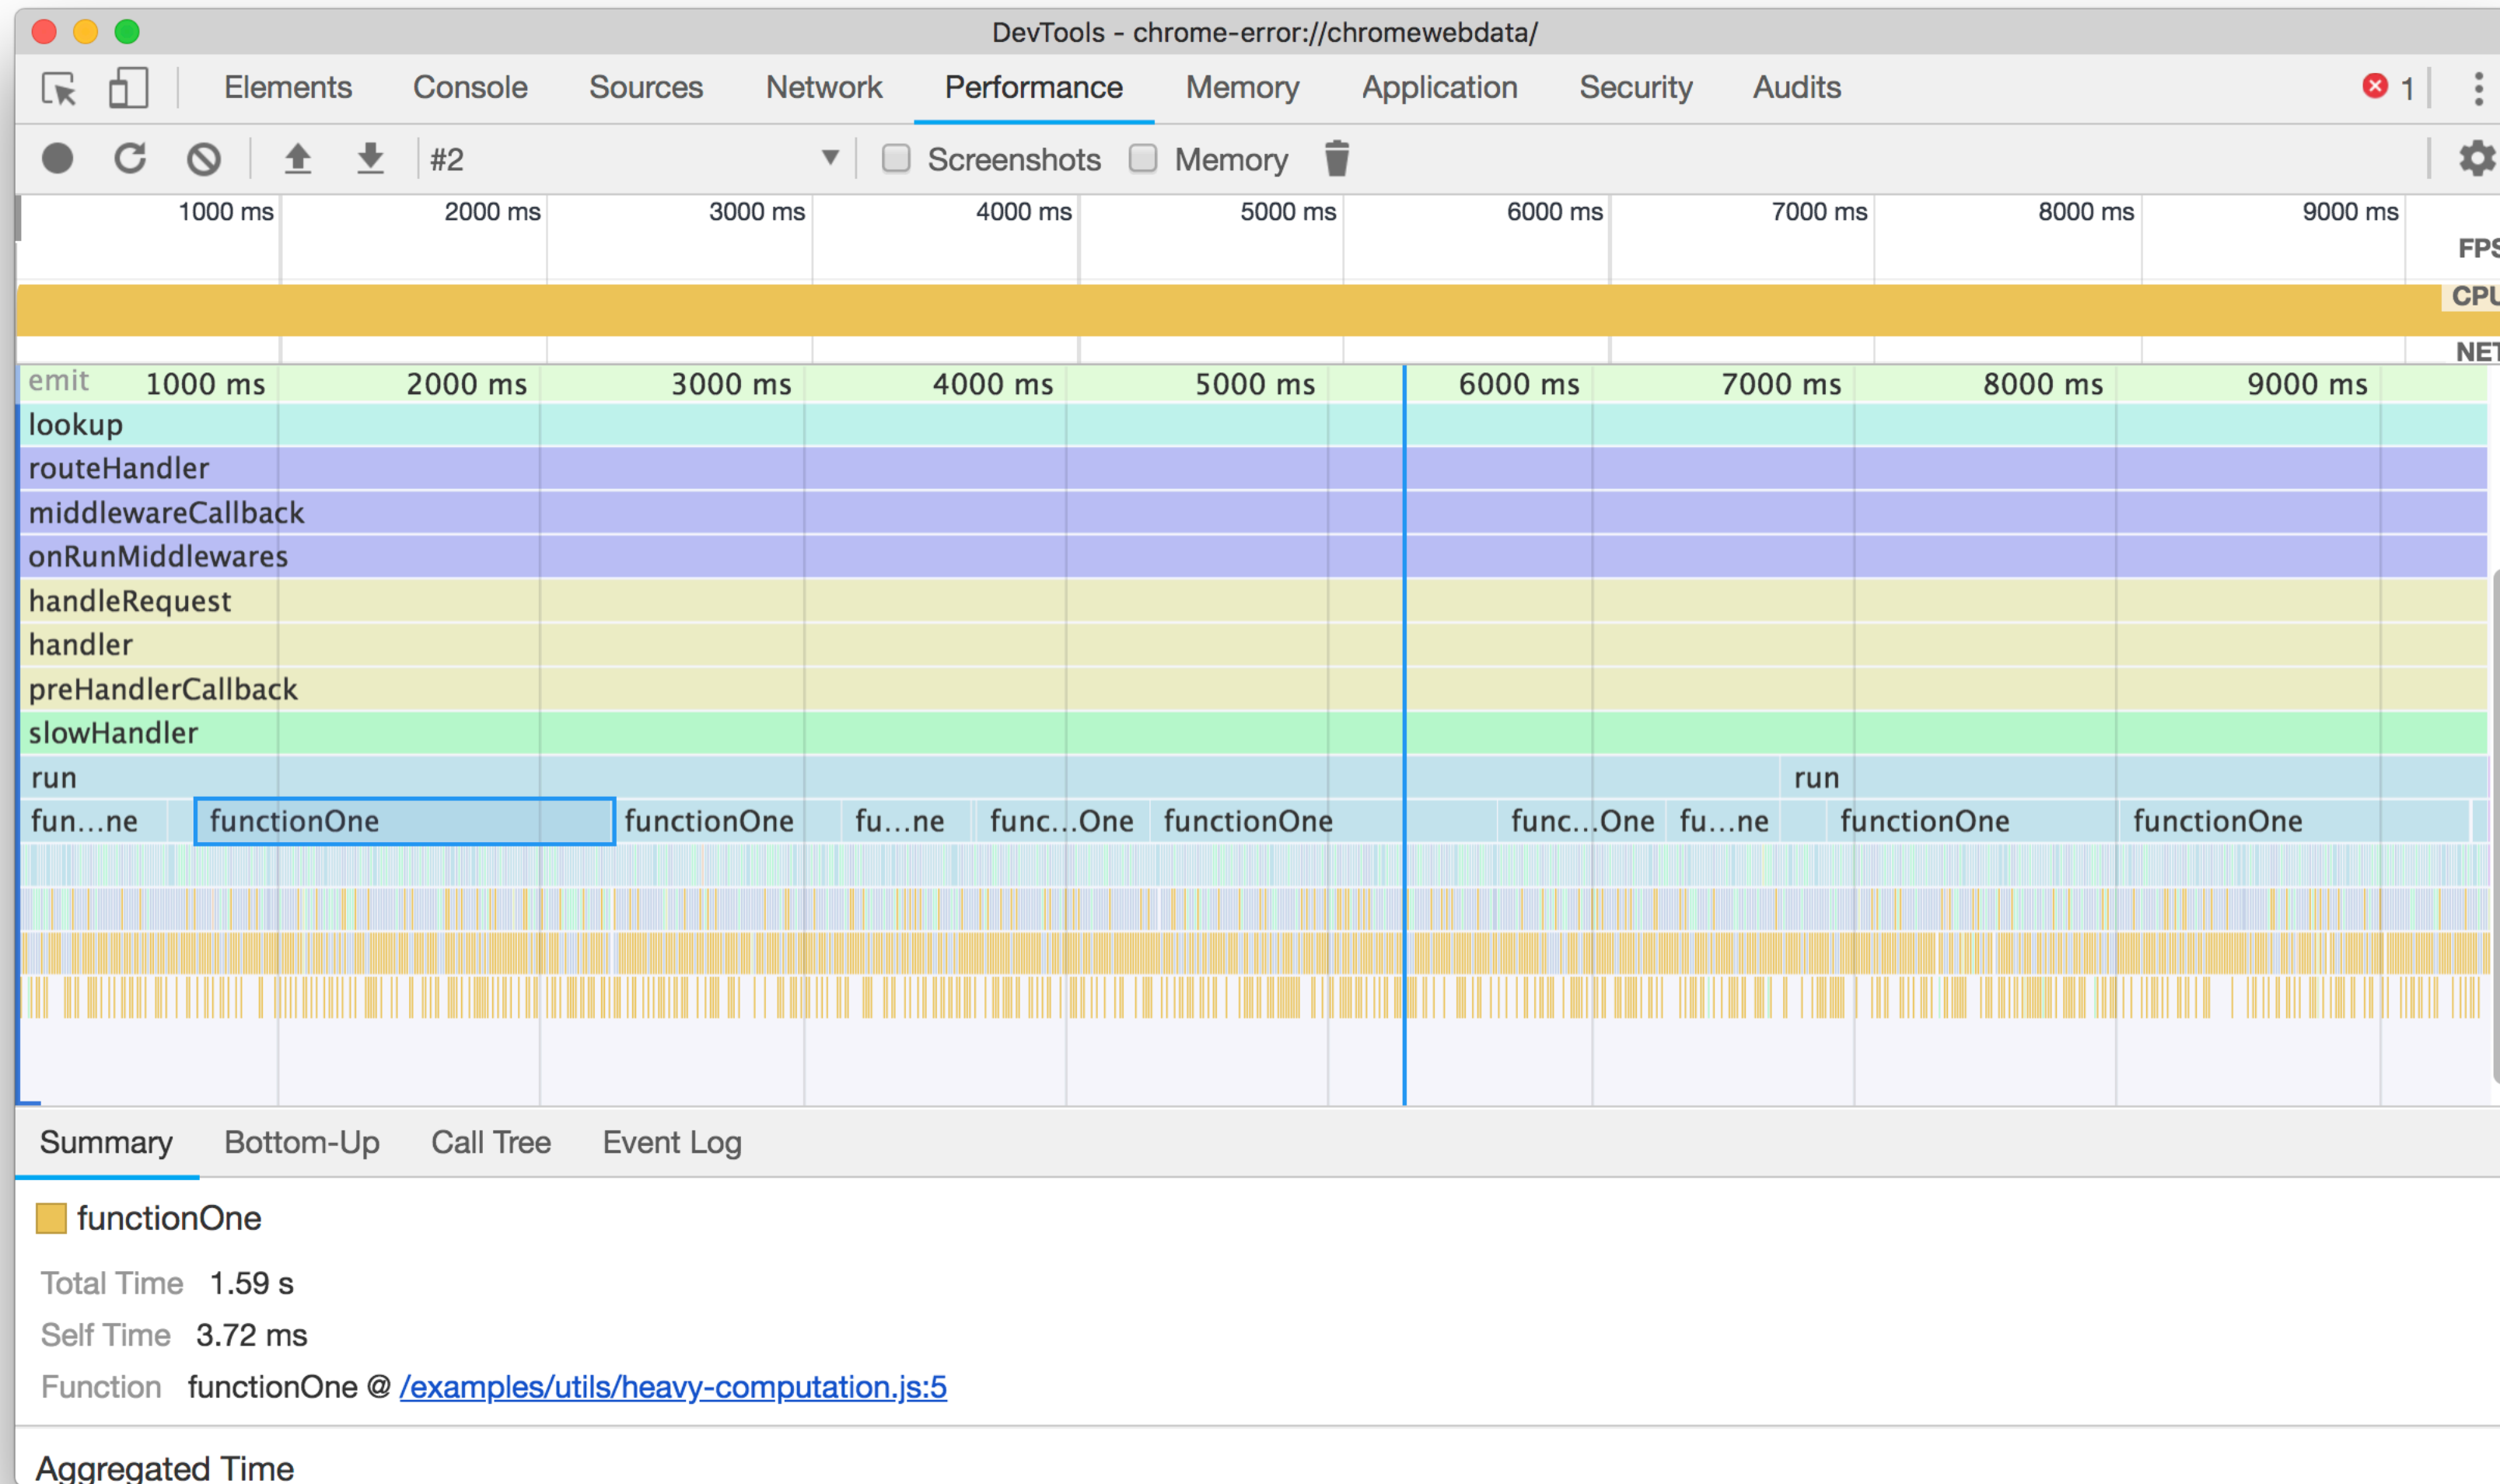 DevTools - chrome-error://chromewebdata/
Elements Console Sources Network Performance Memory Application Security Audits 1
#2 Screenshots Memory
1000 ms 2000 ms 3000 ms 4000 ms 5000 ms 6000 ms 7000 ms 8000 ms 9000 ms
FPS
CPU
NET
emit 1000 ms 2000 ms 3000 ms 4000 ms 5000 ms 6000 ms 7000 ms 8000 ms 9000 ms
lookup
routeHandler
middlewareCallback
onRunMiddlewares
handleRequest
handler
preHandlerCallback
slowHandler
run run
fun...ne functionOne functionOne fu...ne func...One functionOne func...One fu...ne functionOne functionOne
Summary Bottom-Up Call Tree Event Log
functionOne
Total Time 1.59 s
Self Time 3.72 ms
Function functionOne @ /examples/utils/heavy-computation.js:5
Aggregated Time